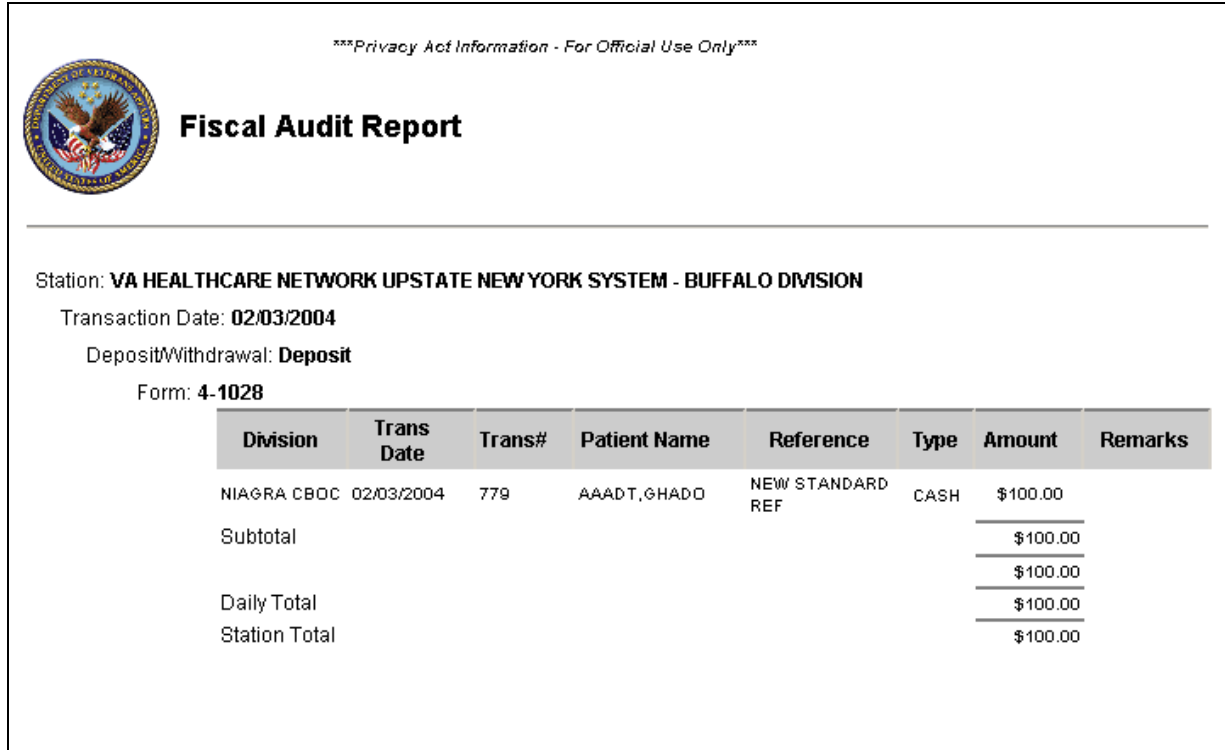 ***Privacy Act Information - For Official Use Only***
Fiscal Audit Report
Station: VA HEALTHCARE NETWORK UPSTATE NEW YORK SYSTEM - BUFFALO DIVISION
Transaction Date: 02/03/2004
Deposit/Withdrawal: Deposit
Form: 4-1028
Division Trans Date Trans# Patient Name Reference Type Amount Remarks
NIAGRA CBOC 02/03/2004 779 AAADT,GHADO NEW STANDARD REF CASH $100.00
Subtotal $100.00
$100.00
Daily Total $100.00
Station Total $100.00